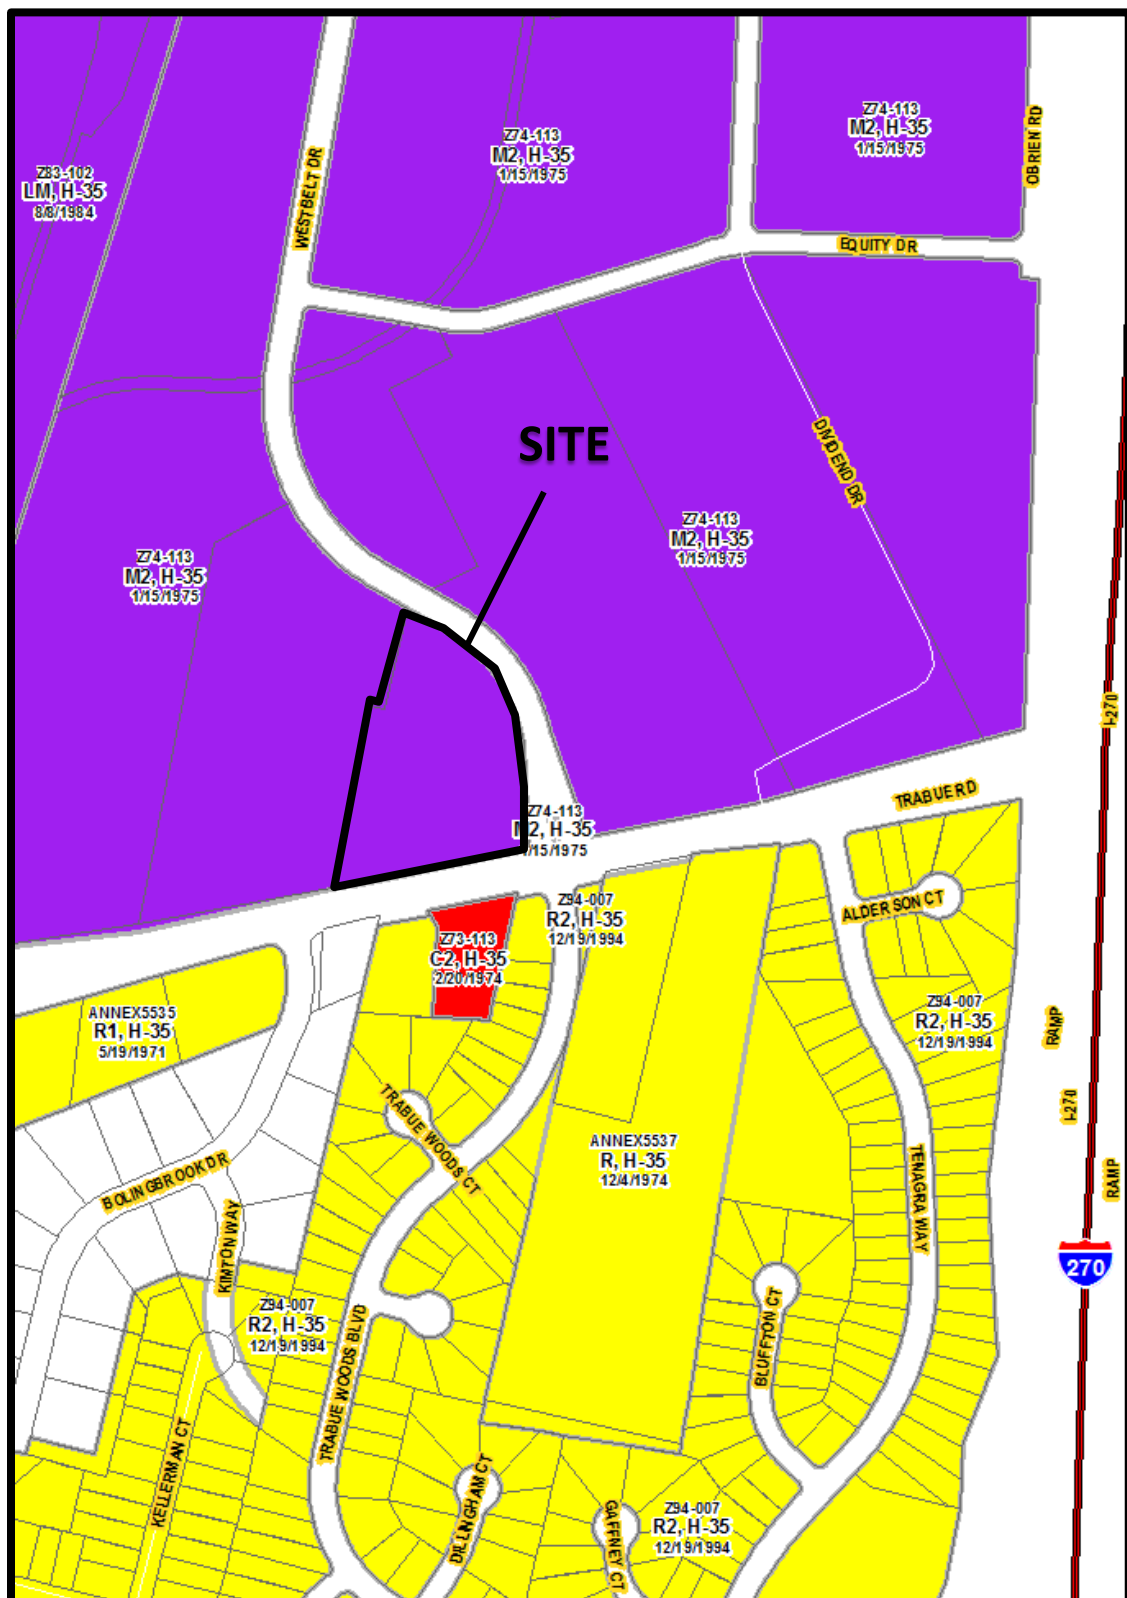 Z74-113
M2, H-35
1/15/1975
Z74-113
M2, H-35
1/15/1975
OBRIEN RD
Z83-102
LM, H-35
8/8/1984
WESTBELT DR
EQUITY DR
SITE
DIVIDEND DR
Z74-113
M2, H-35
1/15/1975
Z74-113
M2, H-35
1/15/1975
I-270
TRABUE RD
Z74-113
M2, H-35
1/15/1975
Z94-007
R2, H-35
12/19/1994
ALDERSON CT
Z73-113
C2, H-35
2/20/1974
ANNEX5535
R1, H-35
5/19/1971
Z94-007
R2, H-35
12/19/1994
RAMP
I-270
TRABUE WOODS CT
ANNEX5537
R, H-35
12/4/1974
TENAGRA WAY
RAMP
BOLINGBROOK DR
KIMTON WAY
270
Z94-007
R2, H-35
12/19/1994
BLUFFTON CT
TRABUE WOODS BLVD
KELLERMAN CT
DILLINGHAM CT
GAFFNEY CT
Z94-007
R2, H-35
12/19/1994